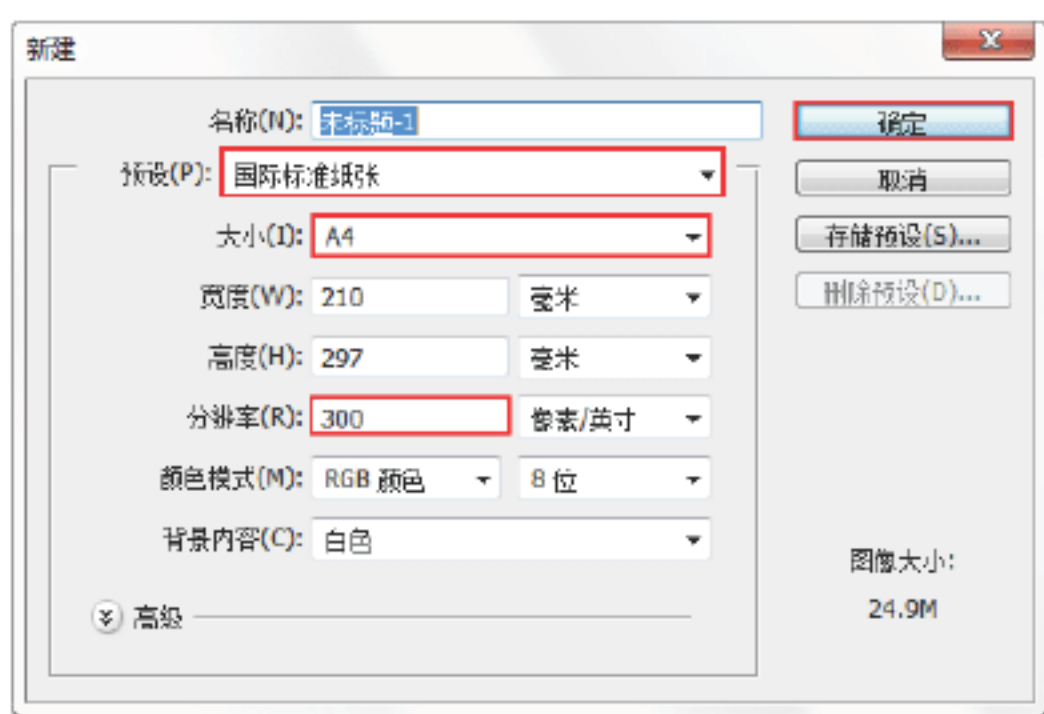 新建
名称(N): 未标题-1
确定
预设(P): 国际标准纸张
取消
大小(I): A4
存储预设(S)...
宽度(W): 210 毫米
删除预设(D)...
高度(H): 297 毫米
分辨率(R): 300 像素/英寸
颜色模式(M): RGB 颜色 8 位
背景内容(C): 白色
图像大小:
高级
24.9M